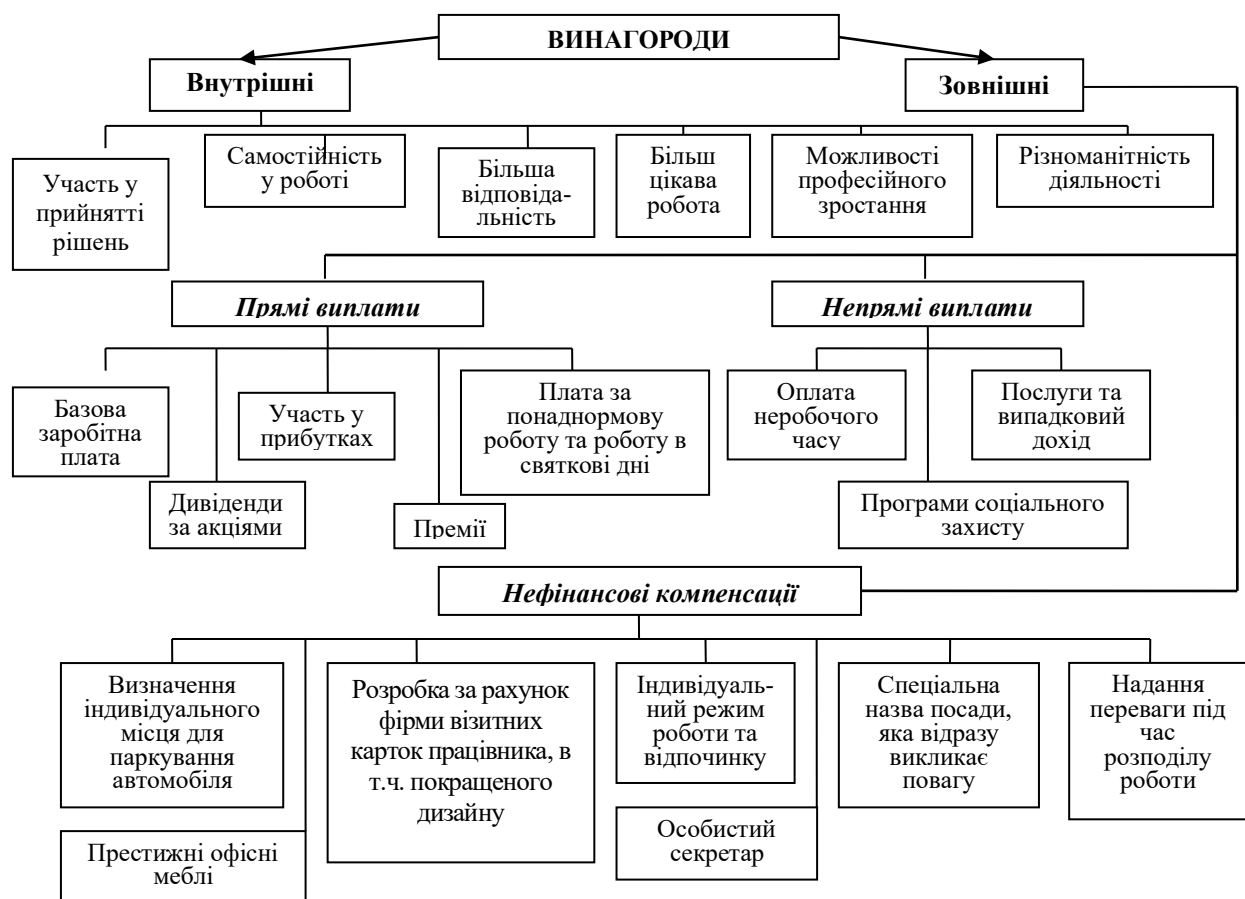 ВИНАГОРОДИ
Внутрішні
Зовнішні
Участь у
прийнятті
рішень
Самостійність
у роботі
Більша
відповіда-
льність
Більш
цікава
робота
Можливості
професійного
зростання
Різноманітність
діяльності
Прямі виплати
Непрямі виплати
Базова
заробітна
плата
Дивіденди
за акціями
Участь у
прибутках
Премії
Плата за
понаднормову
роботу та роботу в
святкові дні
Оплата
неробочого
часу
Програми соціального
захисту
Послуги та
випадковий
дохід
Нефінансові компенсації
Визначення
індивідуального
місця для
паркування
автомобіля
Престижні офісні
меблі
Розробка за рахунок
фірми візитних
карток працівника, в
т.ч. покращеного
дизайну
Індивідуаль-
ний режим
роботи та
відпочинку
Особистий
секретар
Спеціальна
назва посади,
яка відразу
викликає
повагу
Надання
переваги під
час
розподілу
роботи